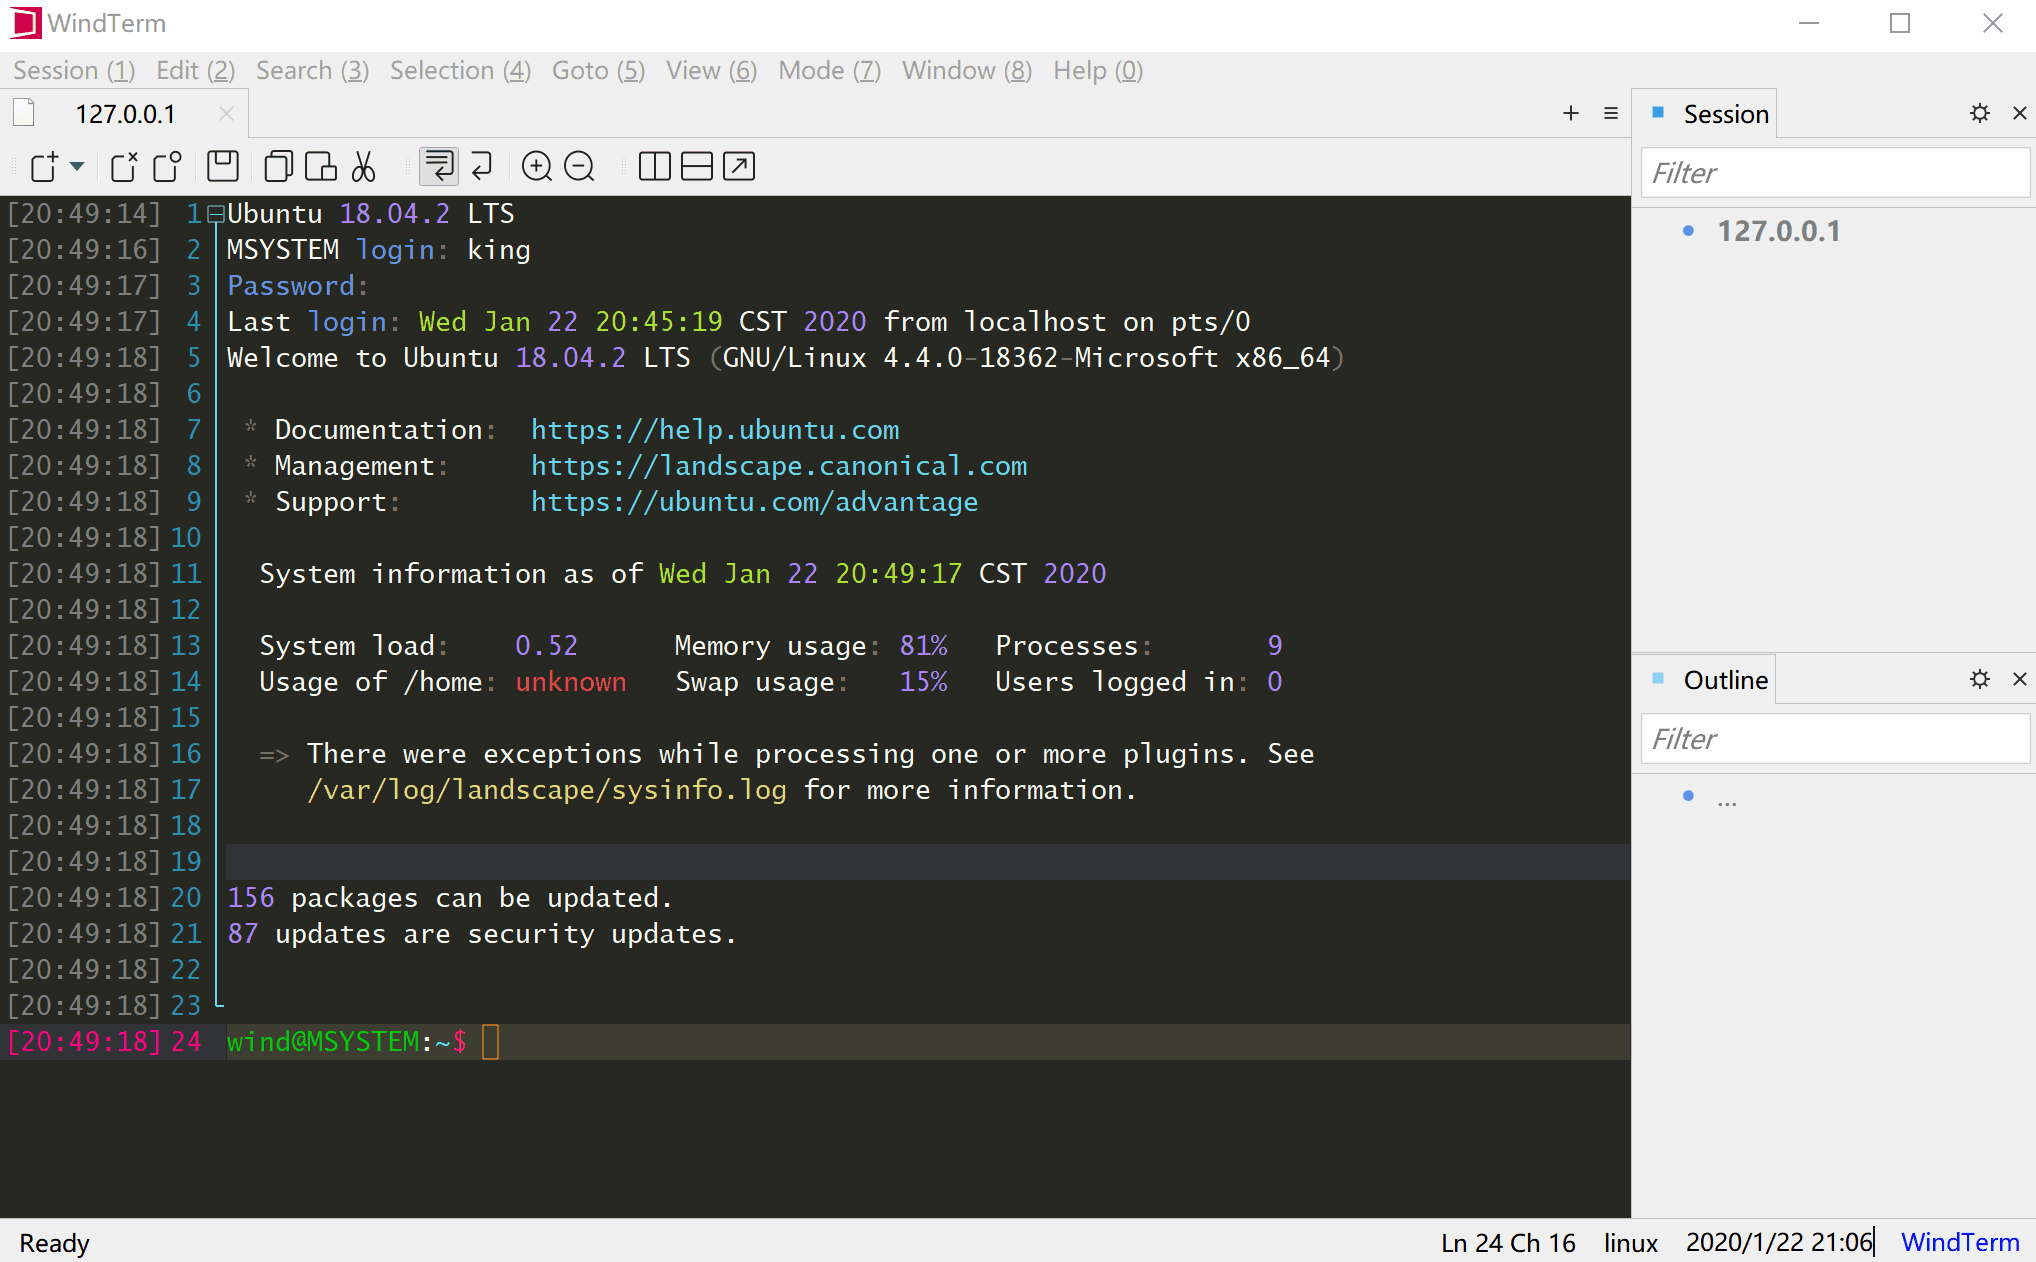 WindTerm
Session (1) Edit (2) Search (3) Selection (4) Goto (5) View (6) Mode (7) Window (8) Help (0)
127.0.0.1
[20:49:14] 1 Ubuntu 18.04.2 LTS
[20:49:16] 2 MSYSTEM login: king
[20:49:17] 3 Password:
[20:49:17] 4 Last login: Wed Jan 22 20:45:19 CST 2020 from localhost on pts/0
[20:49:18] 5 Welcome to Ubuntu 18.04.2 LTS (GNU/Linux 4.4.0-18362-Microsoft x86_64)
[20:49:18] 6
[20:49:18] 7 * Documentation: https://help.ubuntu.com
[20:49:18] 8 * Management: https://landscape.canonical.com
[20:49:18] 9 * Support: https://ubuntu.com/advantage
[20:49:18] 10
[20:49:18] 11 System information as of Wed Jan 22 20:49:17 CST 2020
[20:49:18] 12
[20:49:18] 13 System load: 0.52 Memory usage: 81% Processes: 9
[20:49:18] 14 Usage of /home: unknown Swap usage: 15% Users logged in: 0
[20:49:18] 15
[20:49:18] 16 => There were exceptions while processing one or more plugins. See
[20:49:18] 17 /var/log/landscape/sysinfo.log for more information.
[20:49:18] 18
[20:49:18] 19
[20:49:18] 20 156 packages can be updated.
[20:49:18] 21 87 updates are security updates.
[20:49:18] 22
[20:49:18] 23
[20:49:18] 24 wind@MSYSTEM:~$
Session
Filter
127.0.0.1
Outline
Filter
...
Ready
Ln 24 Ch 16 linux 2020/1/22 21:06 WindTerm